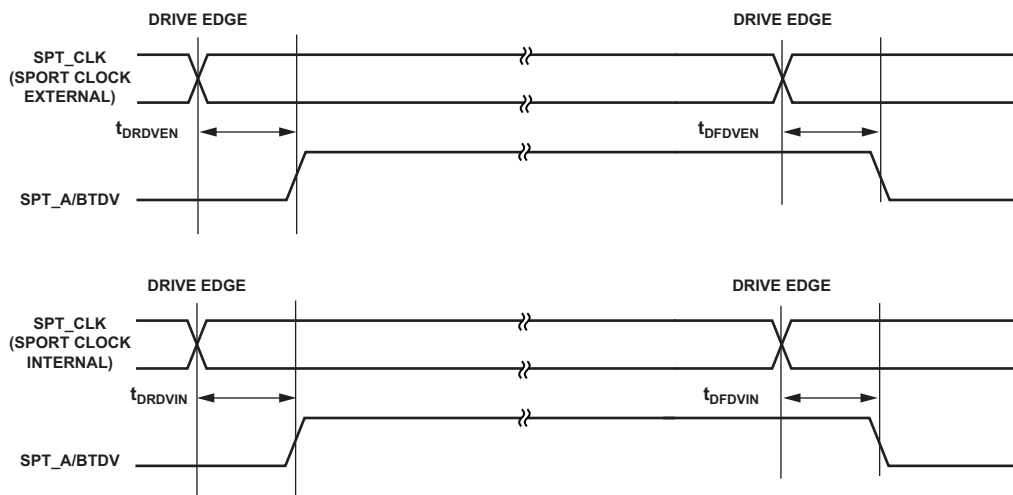 DRIVE EDGE
DRIVE EDGE
SPT_CLK
(SPORT CLOCK
EXTERNAL)
tDRDVEN
tDFDVEN
SPT_A/BTDV
DRIVE EDGE
DRIVE EDGE
SPT_CLK
(SPORT CLOCK
INTERNAL)
tDRDVIN
tDFDVIN
SPT_A/BTDV